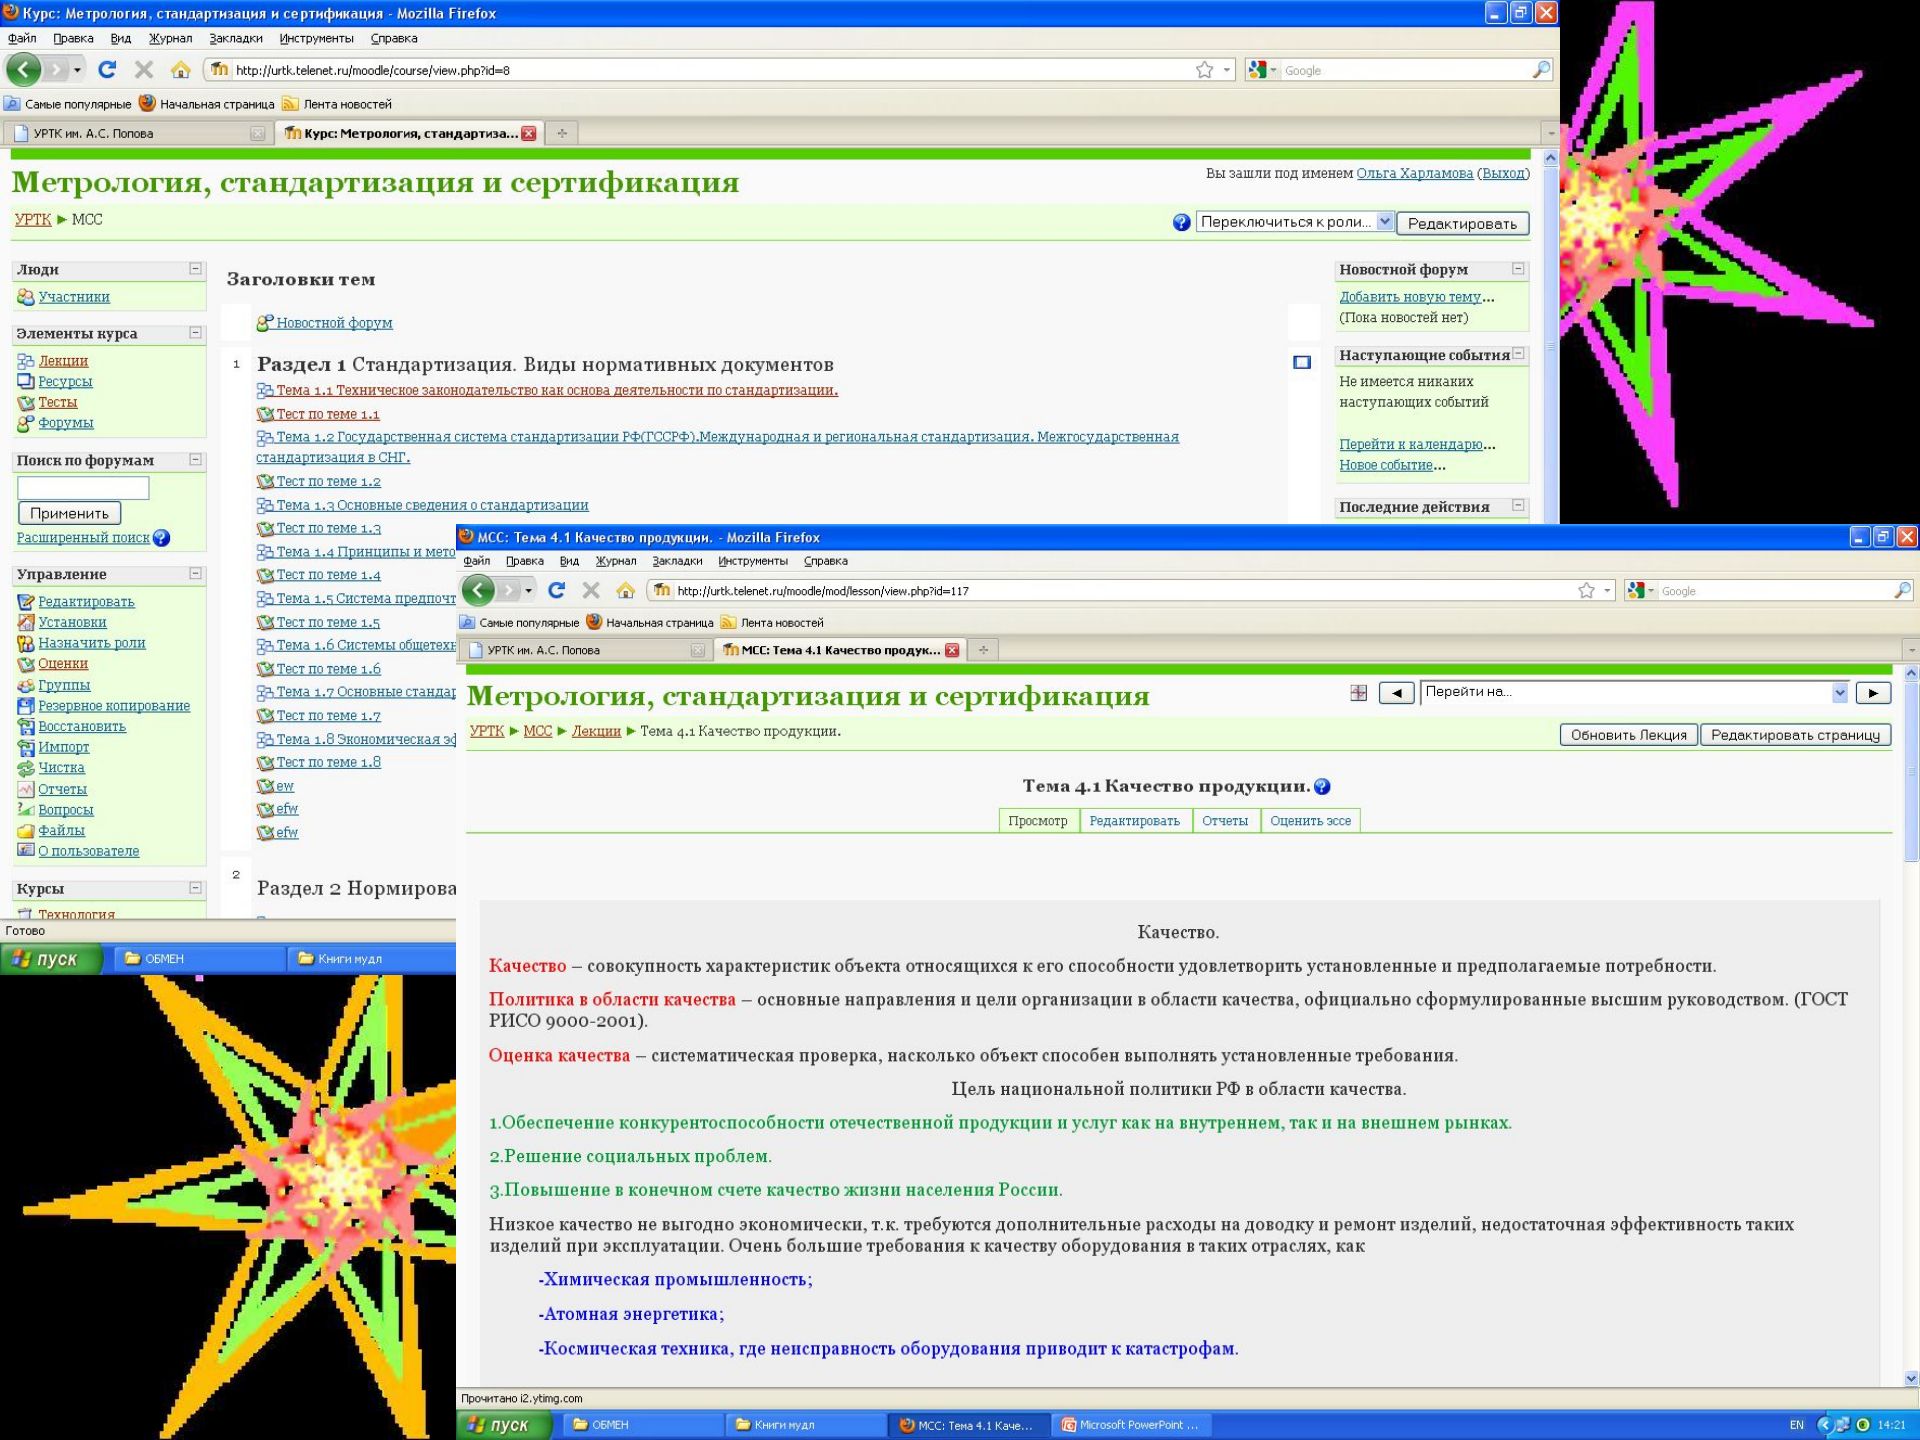 Курс: Метрология, стандартизация и сертификация - Mozilla Firefox
Файл Правка Вид Журнал Закладки Инструменты Справка
http://urtk.telenet.ru/moodle/course/view.php?id=8
Google
Самые популярные Начальная страница Лента новостей
УРТК им. А.С. Попова
Курс: Метрология, стандартиза...
Метрология, стандартизация и сертификация
Вы зашли под именем Ольга Харламова (Выход)
УРТК ► МСС
Переключиться к роли...
Редактировать
Люди
Участники
Элементы курса
Лекции
Ресурсы
Тесты
Форумы
Поиск по форумам
Применить
Расширенный поиск
Управление
Редактировать
Установки
Назначить роли
Оценки
Группы
Резервное копирование
Восстановить
Импорт
Чистка
Отчеты
Вопросы
Файлы
О пользователе
Курсы
Технология
Заголовки тем
Новостной форум
1
Раздел 1 Стандартизация. Виды нормативных документов
Тема 1.1 Техническое законодательство как основа деятельности по стандартизации.
Тест по теме 1.1
Тема 1.2 Государственная система стандартизации РФ(ГССРФ).Международная и региональная стандартизация. Межгосударственная
стандартизация в СНГ.
Тест по теме 1.2
Тема 1.3 Основные сведения о стандартизации
Тест по теме 1.3
Тема 1.4 Принципы и мето
Тест по теме 1.4
Тема 1.5 Система предпочт
Тест по теме 1.5
Тема 1.6 Системы общетехн
Тест по теме 1.6
Тема 1.7 Основные стандар
Тест по теме 1.7
Тема 1.8 Экономическая эф
Тест по теме 1.8
ew
efw
efw
2
Раздел 2 Нормирова
Новостной форум
Добавить новую тему...
(Пока новостей нет)
Наступающие события
Не имеется никаких
наступающих событий
Перейти к календарю...
Новое событие...
Последние действия
Готово
пуск
ОБМЕН
Книги мудл
МСС: Тема 4.1 Качество продукции. - Mozilla Firefox
Файл Правка Вид Журнал Закладки Инструменты Справка
http://urtk.telenet.ru/moodle/mod/lesson/view.php?id=117
Google
Самые популярные Начальная страница Лента новостей
УРТК им. А.С. Попова
МСС: Тема 4.1 Качество продук...
Метрология, стандартизация и сертификация
Перейти на...
УРТК ► МСС ► Лекции ► Тема 4.1 Качество продукции.
Обновить Лекция
Редактировать страницу
Тема 4.1 Качество продукции.
Просмотр Редактировать Отчеты Оценить эссе
Качество.
Качество – совокупность характеристик объекта относящихся к его способности удовлетворить установленные и предполагаемые потребности.
Политика в области качества – основные направления и цели организации в области качества, официально сформулированные высшим руководством. (ГОСТ
РИСО 9000-2001).
Оценка качества – систематическая проверка, насколько объект способен выполнять установленные требования.
Цель национальной политики РФ в области качества.
1.Обеспечение конкурентоспособности отечественной продукции и услуг как на внутреннем, так и на внешнем рынках.
2.Решение социальных проблем.
3.Повышение в конечном счете качество жизни населения России.
Низкое качество не выгодно экономически, т.к. требуются дополнительные расходы на доводку и ремонт изделий, недостаточная эффективность таких
изделий при эксплуатации. Очень большие требования к качеству оборудования в таких отраслях, как
-Химическая промышленность;
-Атомная энергетика;
-Космическая техника, где неисправность оборудования приводит к катастрофам.
Прочитано i2.ytimg.com
пуск
ОБМЕН
Книги мудл
МСС: Тема 4.1 Каче...
Microsoft PowerPoint ...
EN
14:21